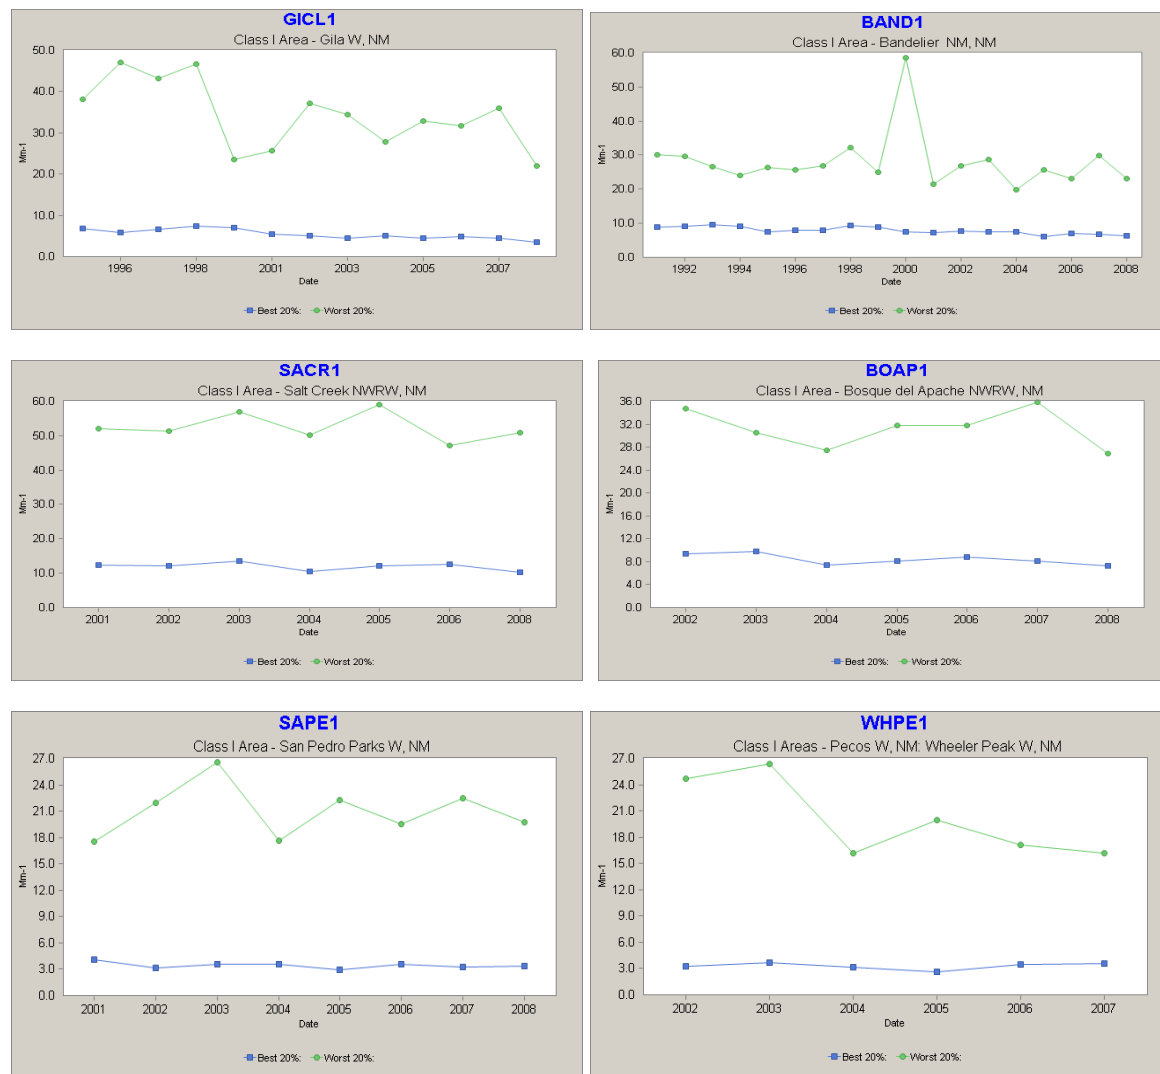 GICL1
Class I Area - Gila W, NM
50.0
40.0
30.0
20.0
10.0
0.0
Mm-1
1996 1998 2001 2003 2005 2007
Date
Best 20%: Worst 20%:
BAND1
Class I Area - Bandelier NM, NM
60.0
50.0
40.0
30.0
20.0
10.0
0.0
Mm-1
1992 1994 1996 1998 2000 2002 2004 2006 2008
Date
Best 20%: Worst 20%:
SACR1
Class I Area - Salt Creek NWRW, NM
60.0
50.0
40.0
30.0
20.0
10.0
0.0
Mm-1
2001 2002 2003 2004 2005 2006 2008
Date
Best 20%: Worst 20%:
BOAP1
Class I Area - Bosque del Apache NWRW, NM
36.0
32.0
28.0
24.0
20.0
16.0
12.0
8.0
4.0
0.0
Mm-1
2002 2003 2004 2005 2006 2007 2008
Date
Best 20%: Worst 20%:
SAPE1
Class I Area - San Pedro Parks W, NM
27.0
24.0
21.0
18.0
15.0
12.0
9.0
6.0
3.0
0.0
Mm-1
2001 2002 2003 2004 2005 2006 2007 2008
Date
Best 20%: Worst 20%:
WHPE1
Class I Areas - Pecos W, NM: Wheeler Peak W, NM
27.0
24.0
21.0
18.0
15.0
12.0
9.0
6.0
3.0
0.0
Mm-1
2002 2003 2004 2005 2006 2007
Date
Best 20%: Worst 20%: